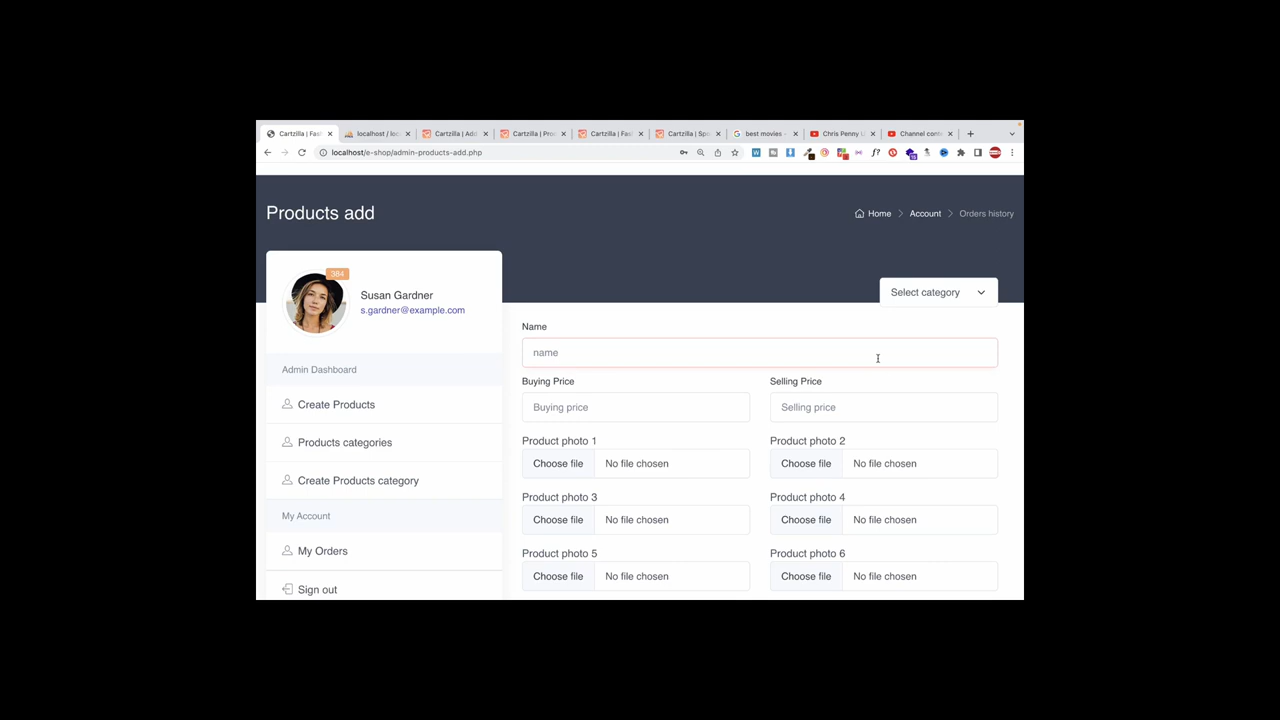 Cartzilla | Fas
localhost / loc
Cartzilla | Add
Cartzilla | Pro
Cartzilla | Fas
Cartzilla | Spo
best movies -
Chris Penny U
Channel cont
localhost/e-shop/admin-products-add.php
Products add
Home > Account > Orders history
384
Susan Gardner
s.gardner@example.com
Select category
Admin Dashboard
Create Products
Products categories
Create Products category
My Account
My Orders
Sign out
Name
name
Buying Price Selling Price
Buying price Selling price
Product photo 1 Product photo 2
Choose file No file chosen Choose file No file chosen
Product photo 3 Product photo 4
Choose file No file chosen Choose file No file chosen
Product photo 5 Product photo 6
Choose file No file chosen Choose file No file chosen